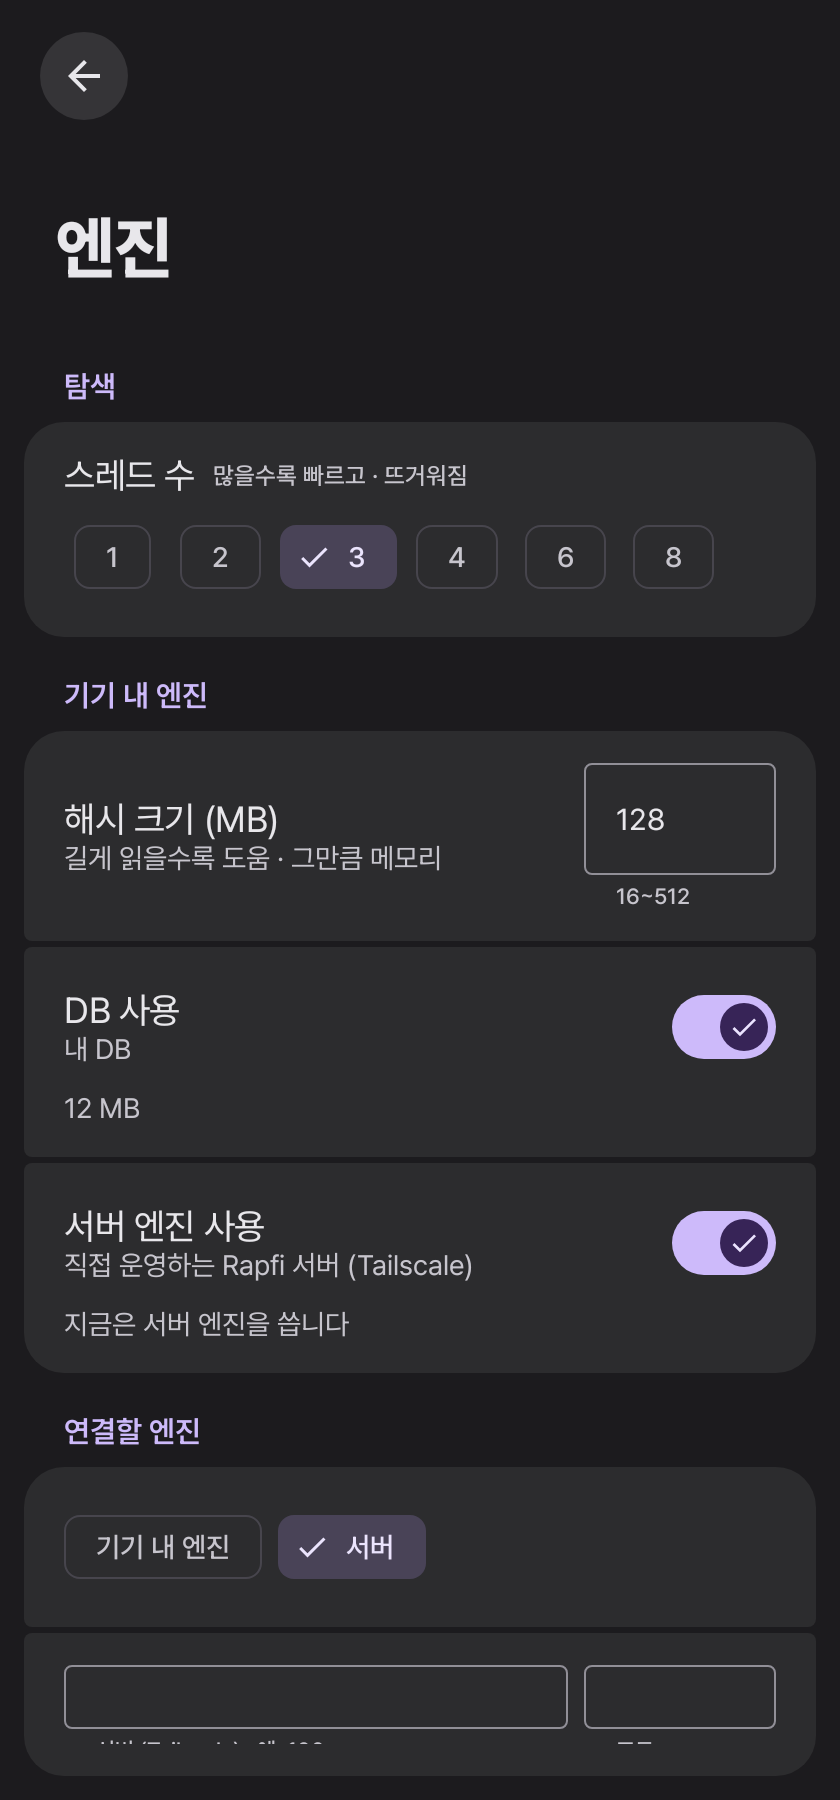 엔진
탐색
스레드 수 많을수록 빠르고 · 뜨거워짐
1 2 3 4 6 8
기기 내 엔진
해시 크기 (MB)
길게 읽을수록 도움 · 그만큼 메모리
128
16~512
DB 사용
내 DB
12 MB
서버 엔진 사용
직접 운영하는 Rapfi 서버 (Tailscale)
지금은 서버 엔진을 씁니다
연결할 엔진
기기 내 엔진 서버